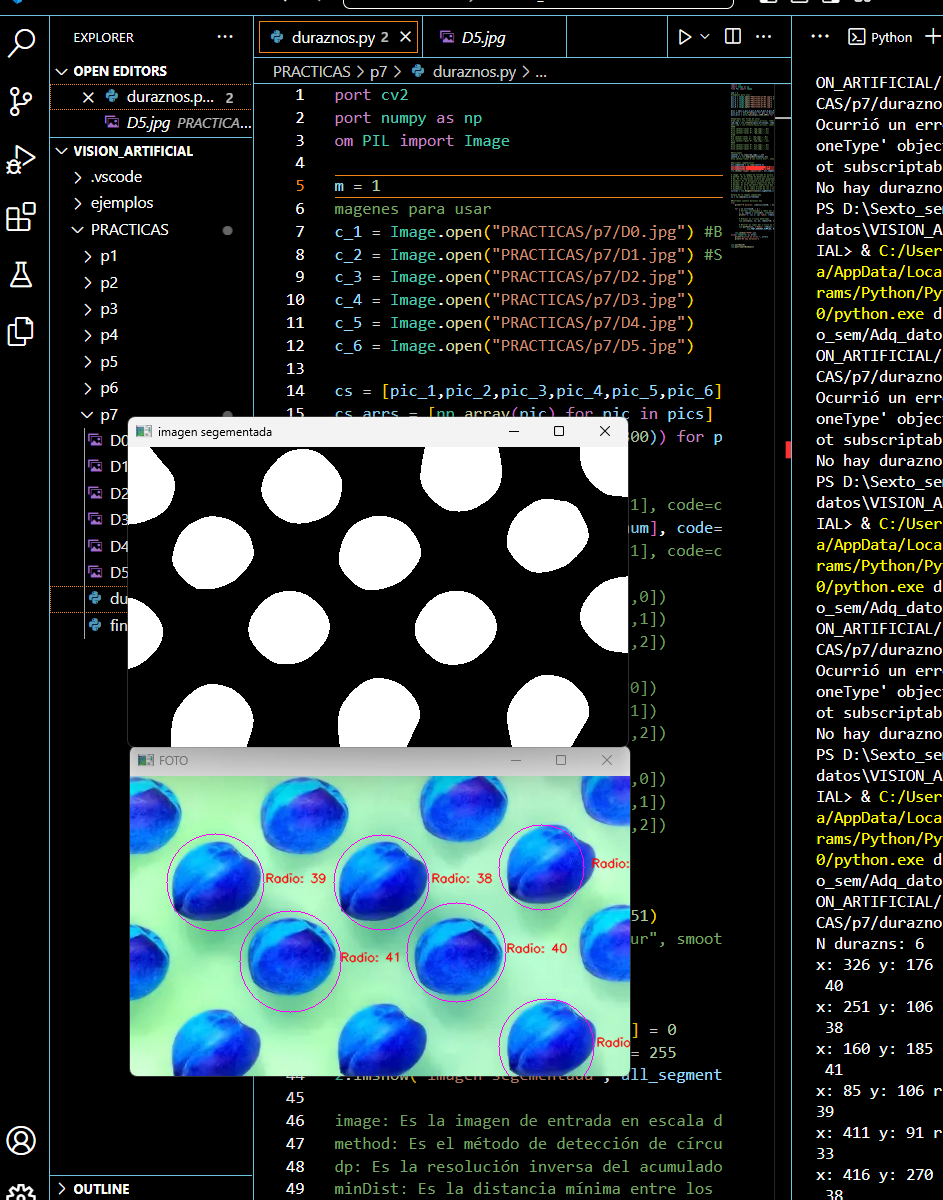 EXPLORER
···
OPEN EDITORS
duraznos.p... 2
D5.jpg PRACTICA...
VISION_ARTIFICIAL
.vscode
ejemplos
PRACTICAS
p1
p2
p3
p4
p5
p6
p7
D0
D1
D2
D3
D4
D5
du
fin
OUTLINE
duraznos.py 2
D5.jpg
···
PRACTICAS > p7 > duraznos.py > ...
1 port cv2
2 port numpy as np
3 om PIL import Image
4
5 m = 1
6 magenes para usar
7 c_1 = Image.open("PRACTICAS/p7/D0.jpg") #B
8 c_2 = Image.open("PRACTICAS/p7/D1.jpg") #S
9 c_3 = Image.open("PRACTICAS/p7/D2.jpg")
10 c_4 = Image.open("PRACTICAS/p7/D3.jpg")
11 c_5 = Image.open("PRACTICAS/p7/D4.jpg")
12 c_6 = Image.open("PRACTICAS/p7/D5.jpg")
13
14 cs = [pic_1,pic_2,pic_3,pic_4,pic_5,pic_6]
15 cs_arrs = [np.array(pic) for pic in pics]
00)) for p
1], code=c
um], code=
1], code=c
,0])
,1])
,2])
0])
1])
,2])
,0])
,1])
,2])
51)
ur", smoot
] = 0
= 255
44 2.imshow("imagen segementada", ull_segment
45
46 image: Es la imagen de entrada en escala d
47 method: Es el método de detección de círcu
48 dp: Es la resolución inversa del acumulado
49 minDist: Es la distancia mínima entre los
imagen segementada
FOTO
Radio: 39
Radio: 38
Radio:
Radio: 41
Radio: 40
Radio
··· Python +
ON_ARTIFICIAL/
CAS/p7/durazno
Ocurrió un err
oneType' objec
ot subscriptab
No hay durazno
PS D:\Sexto_se
datos\VISION_A
IAL> & C:/User
a/AppData/Loca
rams/Python/Py
0/python.exe d
o_sem/Adq_dato
ON_ARTIFICIAL/
CAS/p7/durazno
Ocurrió un err
oneType' objec
ot subscriptab
No hay durazno
PS D:\Sexto_se
datos\VISION_A
IAL> & C:/User
a/AppData/Loca
rams/Python/Py
0/python.exe d
o_sem/Adq_dato
ON_ARTIFICIAL/
CAS/p7/durazno
Ocurrió un err
oneType' objec
ot subscriptab
No hay durazno
PS D:\Sexto_se
datos\VISION_A
IAL> & C:/User
a/AppData/Loca
rams/Python/Py
0/python.exe d
o_sem/Adq_dato
ON_ARTIFICIAL/
CAS/p7/durazno
N durazns: 6
x: 326 y: 176
40
x: 251 y: 106
38
x: 160 y: 185
41
x: 85 y: 106 r
39
x: 411 y: 91 r
33
x: 416 y: 270
38